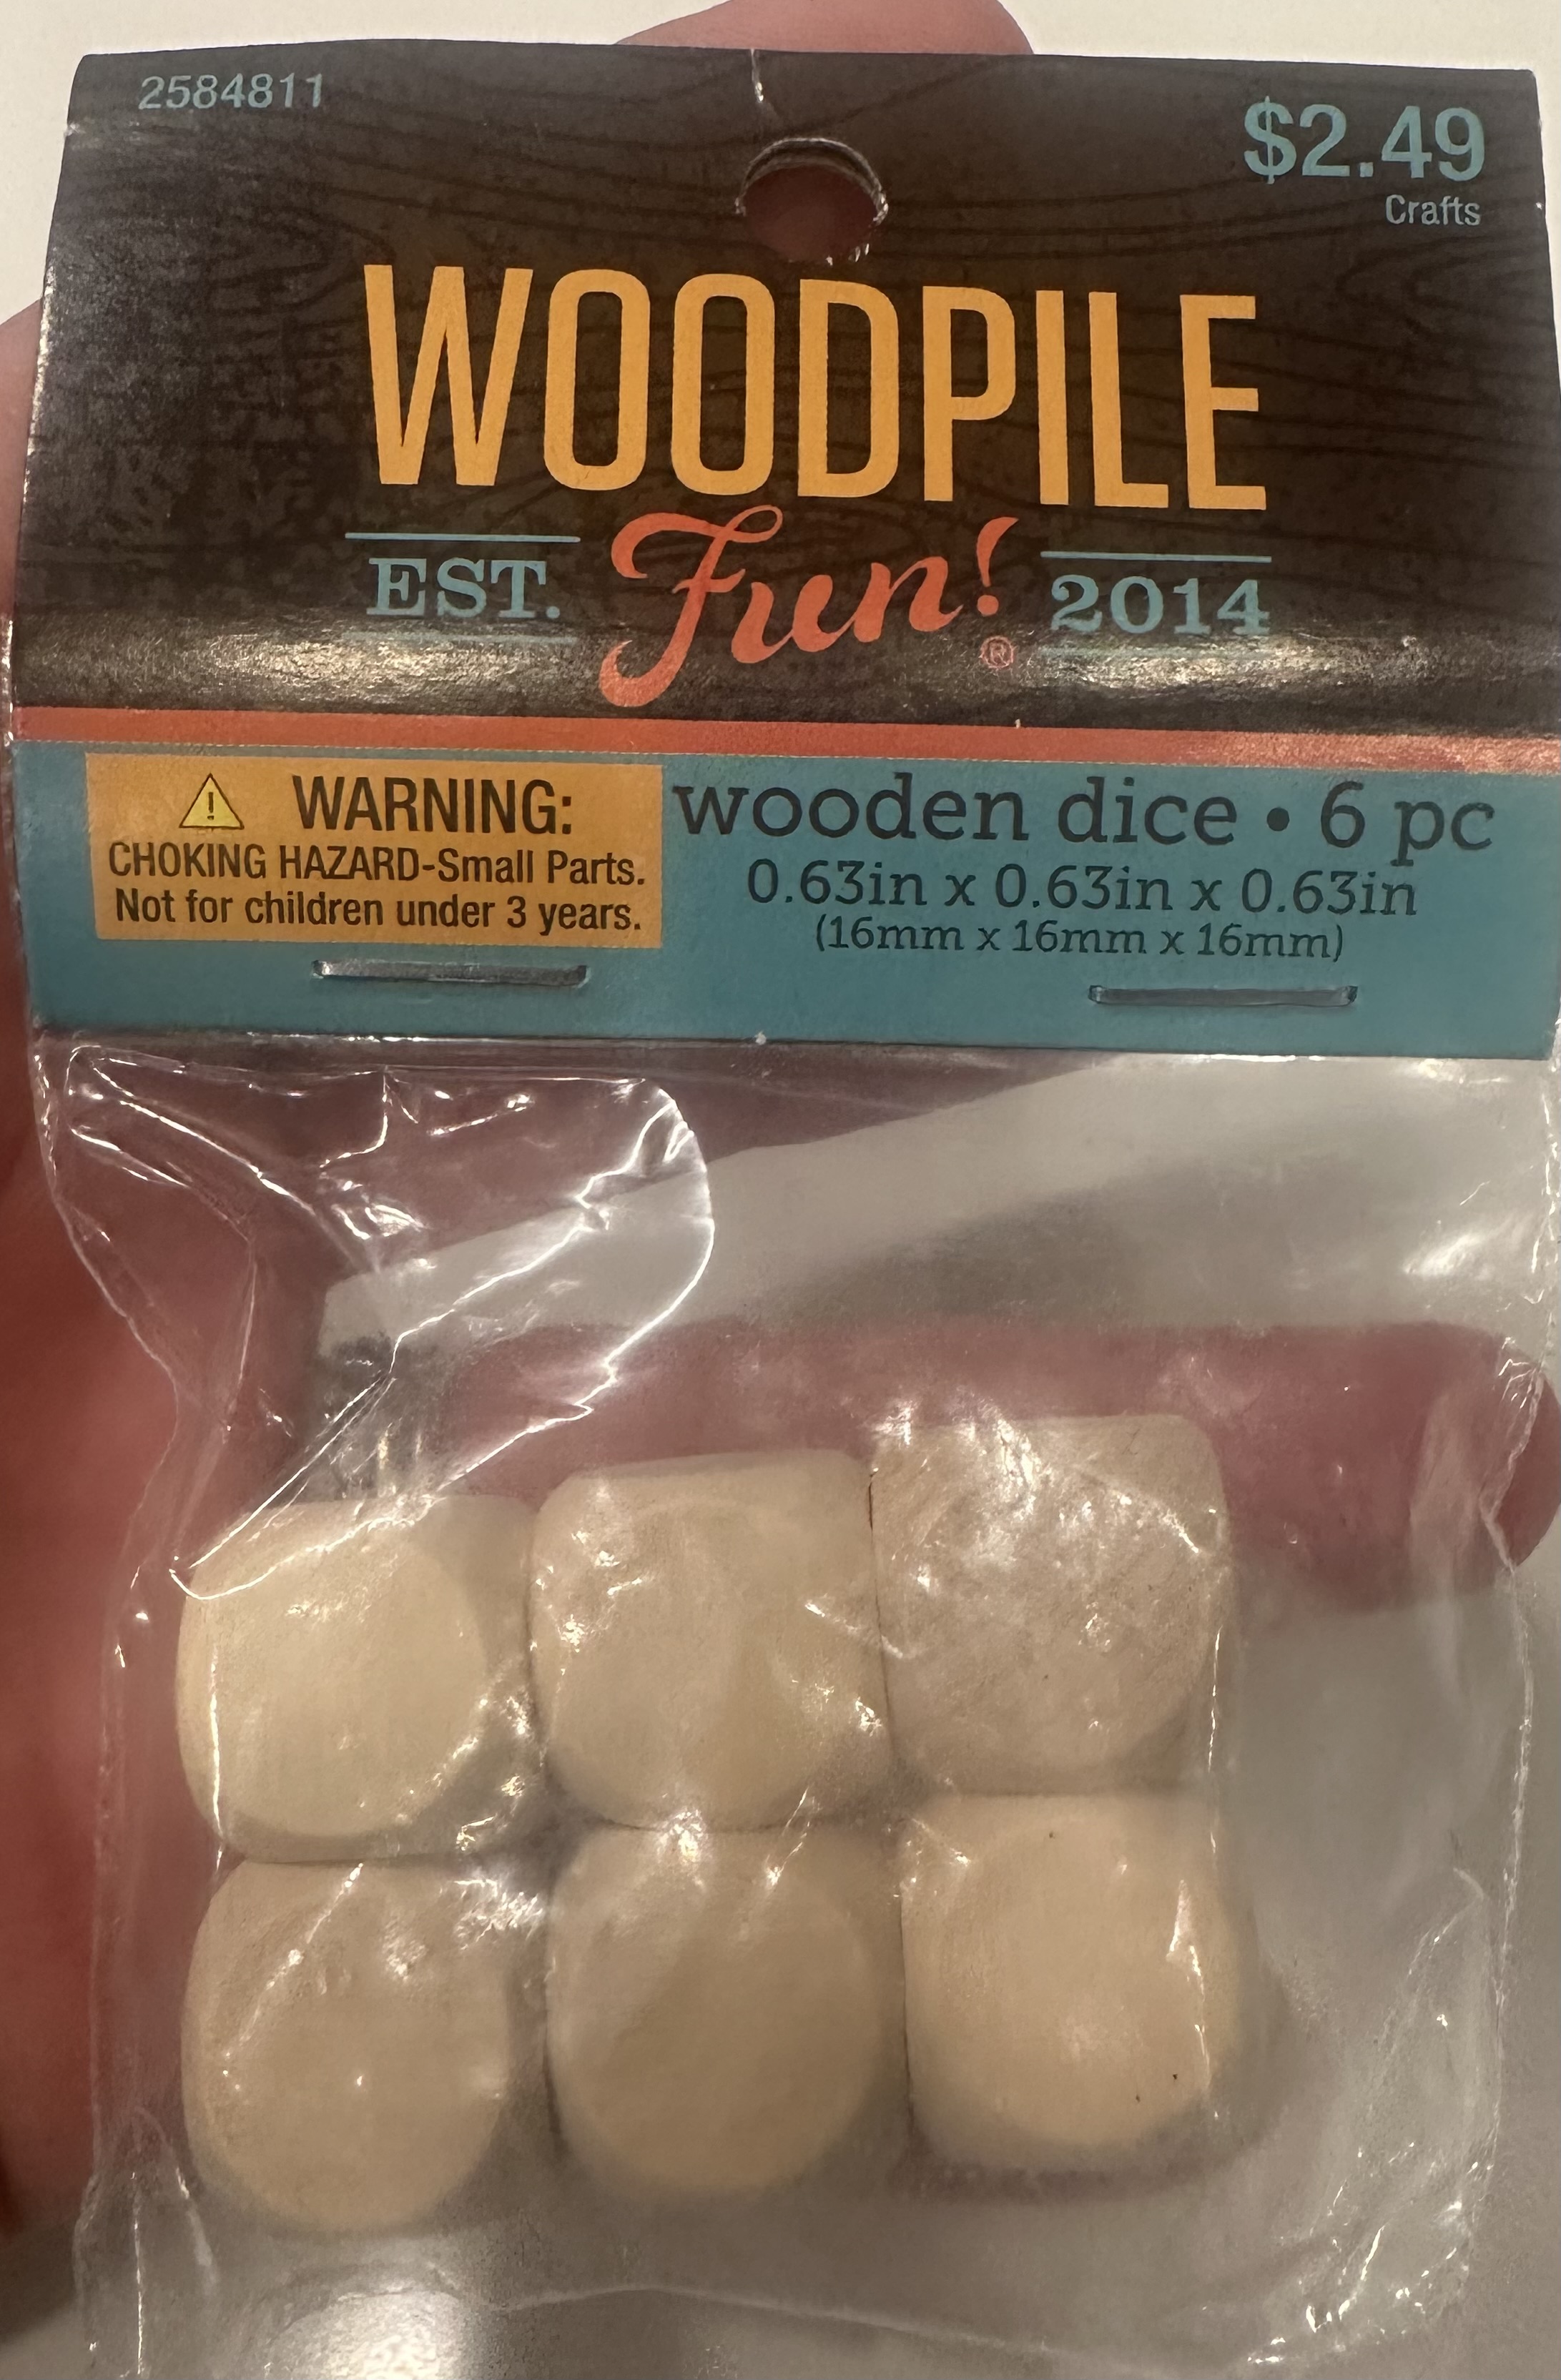 2584811
$2.49
Crafts
WOODPILE
EST. Fun!® 2014
⚠ WARNING:
CHOKING HAZARD-Small Parts.
Not for children under 3 years.
wooden dice • 6 pc
0.63in x 0.63in x 0.63in
(16mm x 16mm x 16mm)